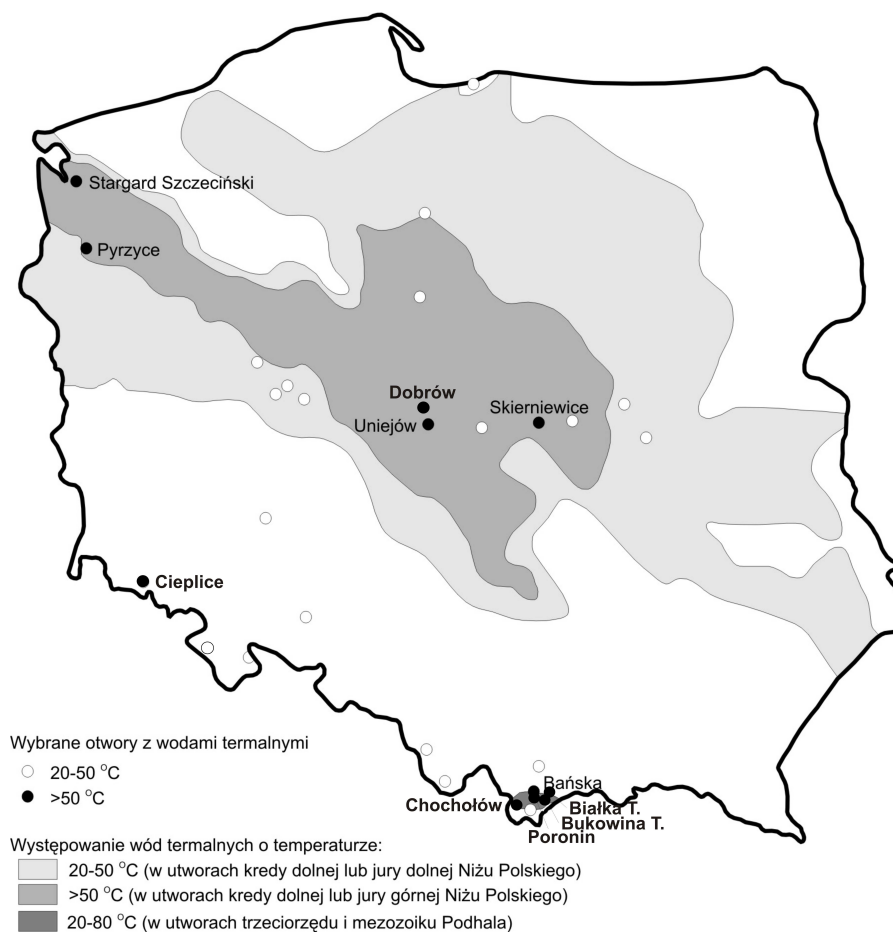 Stargard Szczeciński
Pyrzyce
Dobrów
Uniejów
Skierniewice
Cieplice
Wybrane otwory z wodami termalnymi
20-50 °C
>50 °C
Bańska
Chochołów
Białka T.
Bukowina T.
Poronin
Występowanie wód termalnych o temperaturze:
20-50 °C (w utworach kredy dolnej lub jury dolnej Niżu Polskiego)
>50 °C (w utworach kredy dolnej lub jury górnej Niżu Polskiego)
20-80 °C (w utworach trzeciorzędu i mezozoiku Podhala)